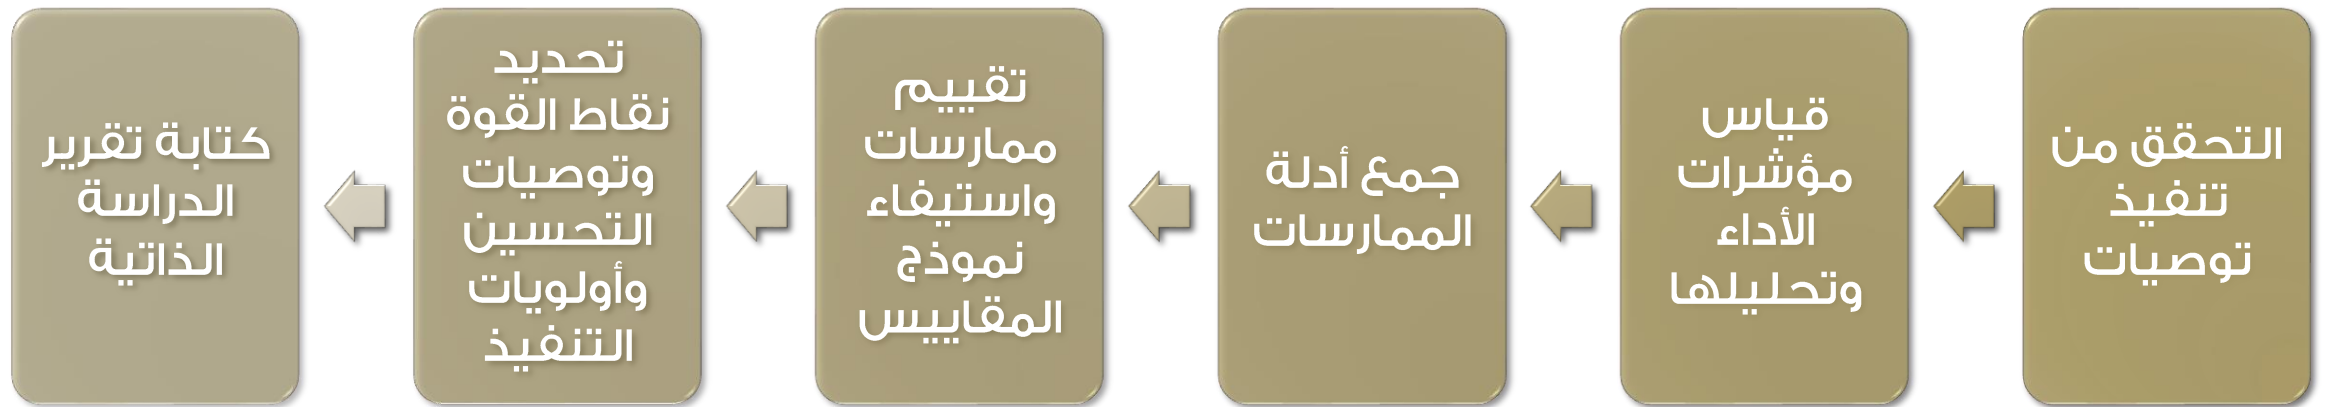 التحقق من
تنفيذ
توصيات
قياس
مؤشرات
الأداء
وتحليلها
جمع أدلة
الممارسات
تقييم
ممارسات
واستيفاء
نموذج
المقاييس
تحديد
نقاط القوة
وتوصيات
التحسين
وأولويات
التنفيذ
كتابة تقرير
الدراسة
الذاتية